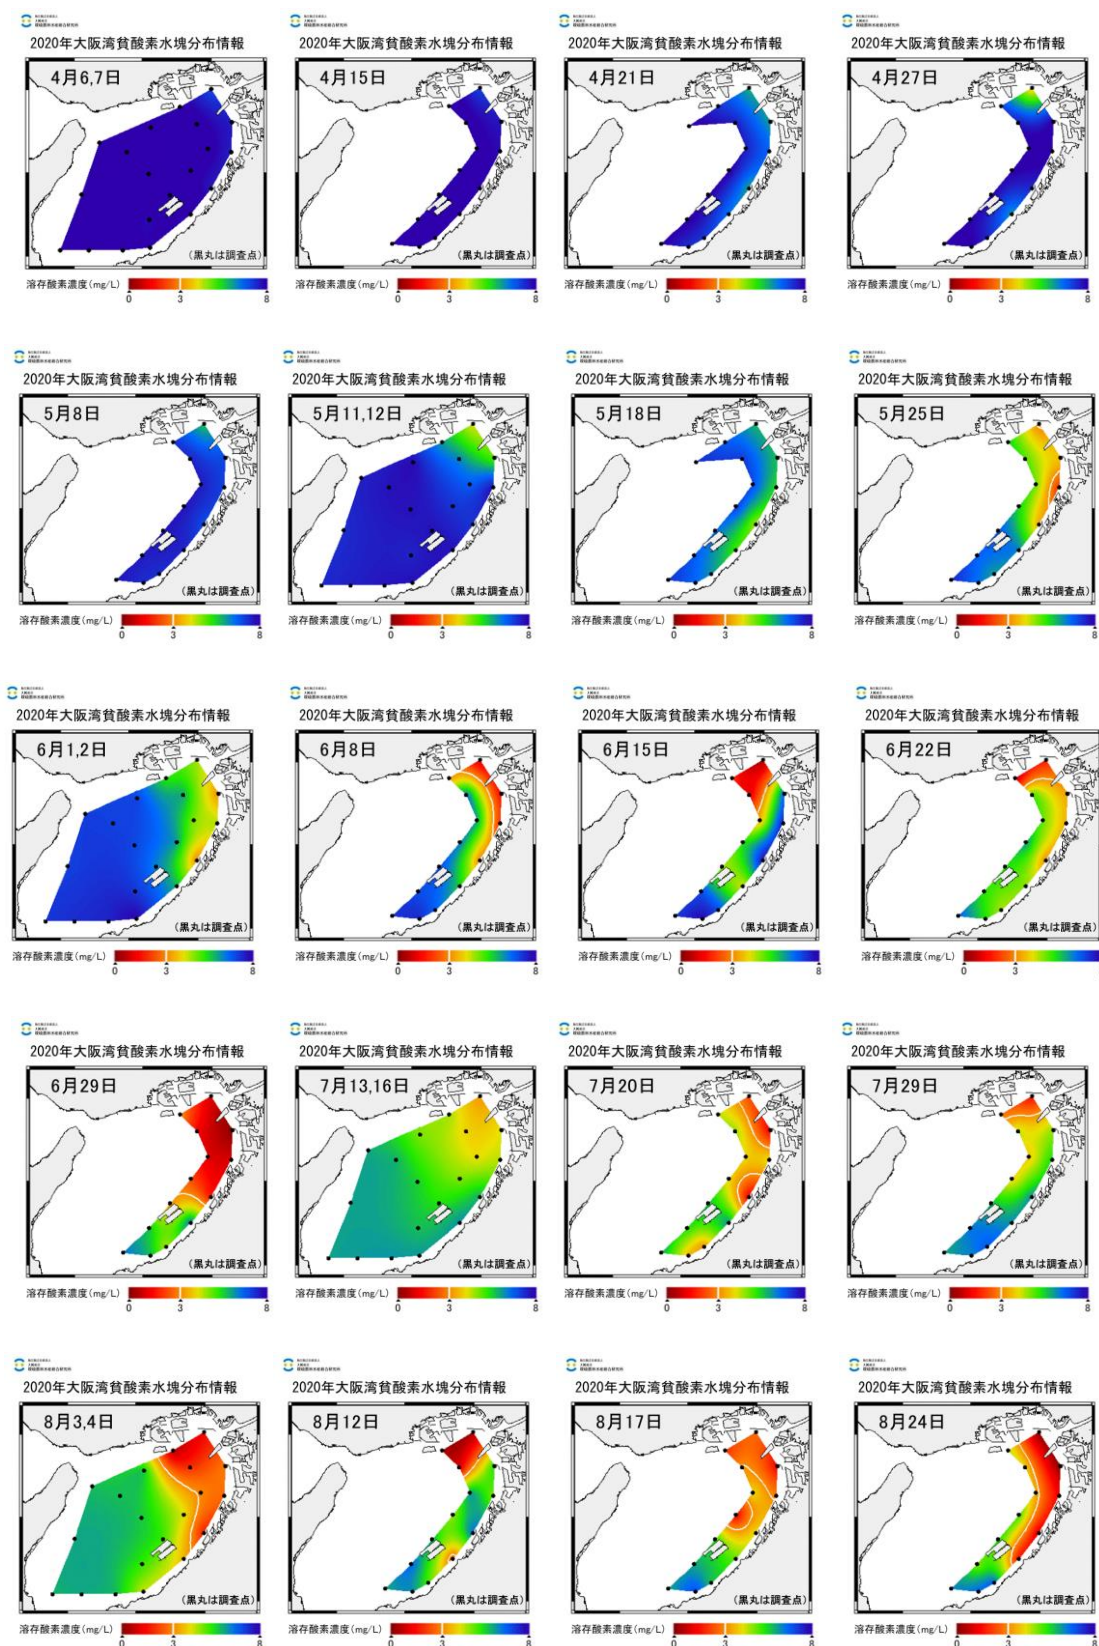 2020年大阪湾貧酸素水塊分布情報
4月6,7日
(黒丸は調査点)
溶存酸素濃度(mg/L)
0 3 8
2020年大阪湾貧酸素水塊分布情報
4月15日
(黒丸は調査点)
溶存酸素濃度(mg/L)
0 3 8
2020年大阪湾貧酸素水塊分布情報
4月21日
(黒丸は調査点)
溶存酸素濃度(mg/L)
0 3 8
2020年大阪湾貧酸素水塊分布情報
4月27日
(黒丸は調査点)
溶存酸素濃度(mg/L)
0 3 8
2020年大阪湾貧酸素水塊分布情報
5月8日
(黒丸は調査点)
溶存酸素濃度(mg/L)
0 3 8
2020年大阪湾貧酸素水塊分布情報
5月11,12日
(黒丸は調査点)
溶存酸素濃度(mg/L)
0 3 8
2020年大阪湾貧酸素水塊分布情報
5月18日
(黒丸は調査点)
溶存酸素濃度(mg/L)
0 3 8
2020年大阪湾貧酸素水塊分布情報
5月25日
(黒丸は調査点)
溶存酸素濃度(mg/L)
0 3 8
2020年大阪湾貧酸素水塊分布情報
6月1,2日
(黒丸は調査点)
溶存酸素濃度(mg/L)
0 3 8
2020年大阪湾貧酸素水塊分布情報
6月8日
(黒丸は調査点)
溶存酸素濃度(mg/L)
0 3 8
2020年大阪湾貧酸素水塊分布情報
6月15日
(黒丸は調査点)
溶存酸素濃度(mg/L)
0 3 8
2020年大阪湾貧酸素水塊分布情報
6月22日
(黒丸は調査点)
溶存酸素濃度(mg/L)
0 3 8
2020年大阪湾貧酸素水塊分布情報
6月29日
(黒丸は調査点)
溶存酸素濃度(mg/L)
0 3 8
2020年大阪湾貧酸素水塊分布情報
7月13,16日
(黒丸は調査点)
溶存酸素濃度(mg/L)
0 3 8
2020年大阪湾貧酸素水塊分布情報
7月20日
(黒丸は調査点)
溶存酸素濃度(mg/L)
0 3 8
2020年大阪湾貧酸素水塊分布情報
7月29日
(黒丸は調査点)
溶存酸素濃度(mg/L)
0 3 8
2020年大阪湾貧酸素水塊分布情報
8月3,4日
(黒丸は調査点)
溶存酸素濃度(mg/L)
0 3 8
2020年大阪湾貧酸素水塊分布情報
8月12日
(黒丸は調査点)
溶存酸素濃度(mg/L)
0 3 8
2020年大阪湾貧酸素水塊分布情報
8月17日
(黒丸は調査点)
溶存酸素濃度(mg/L)
0 3 8
2020年大阪湾貧酸素水塊分布情報
8月24日
(黒丸は調査点)
溶存酸素濃度(mg/L)
0 3 8